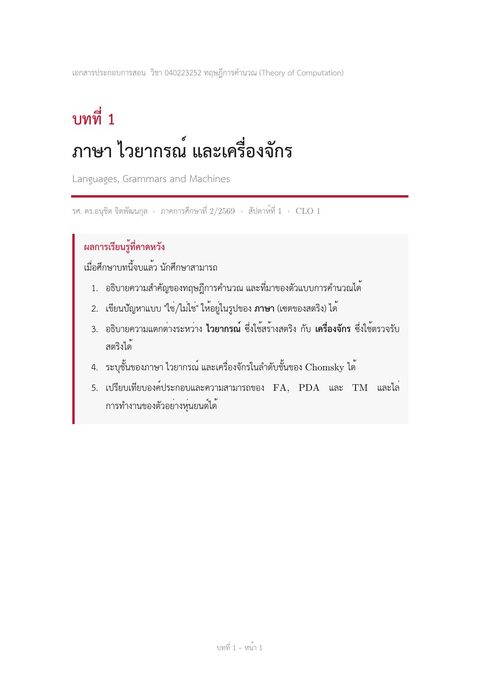 เอกสารประกอบการสอน วิชา 040223252 ทฤษฎีการคำนวณ (Theory of Computation)
บทที่ 1
ภาษา ไวยากรณ์ และเครื่องจักร
Languages, Grammars and Machines
รศ. ดร.อนุชิต จิตพัฒนกุล · ภาคการศึกษาที่ 2/2569 · สัปดาห์ที่ 1 · CLO 1
ผลการเรียนรู้ที่คาดหวัง
เมื่อศึกษาบทนี้จบแล้ว นักศึกษาสามารถ
1. อธิบายความสำคัญของทฤษฎีการคำนวณ และที่มาของตัวแบบการคำนวณได้
2. เขียนปัญหาแบบ "ใช่/ไม่ใช่" ให้อยู่ในรูปของ ภาษา (เซตของสตริง) ได้
3. อธิบายความแตกต่างระหว่าง ไวยากรณ์ ซึ่งใช้สร้างสตริง กับ เครื่องจักร ซึ่งใช้ตรวจรับ
สตริงได้
4. ระบุชั้นของภาษา ไวยากรณ์ และเครื่องจักรในลำดับชั้นของ Chomsky ได้
5. เปรียบเทียบองค์ประกอบและความสามารถของ FA, PDA และ TM และไล่
การทำงานของตัวอย่างหุ่นยนต์ได้
บทที่ 1 – หน้า 1